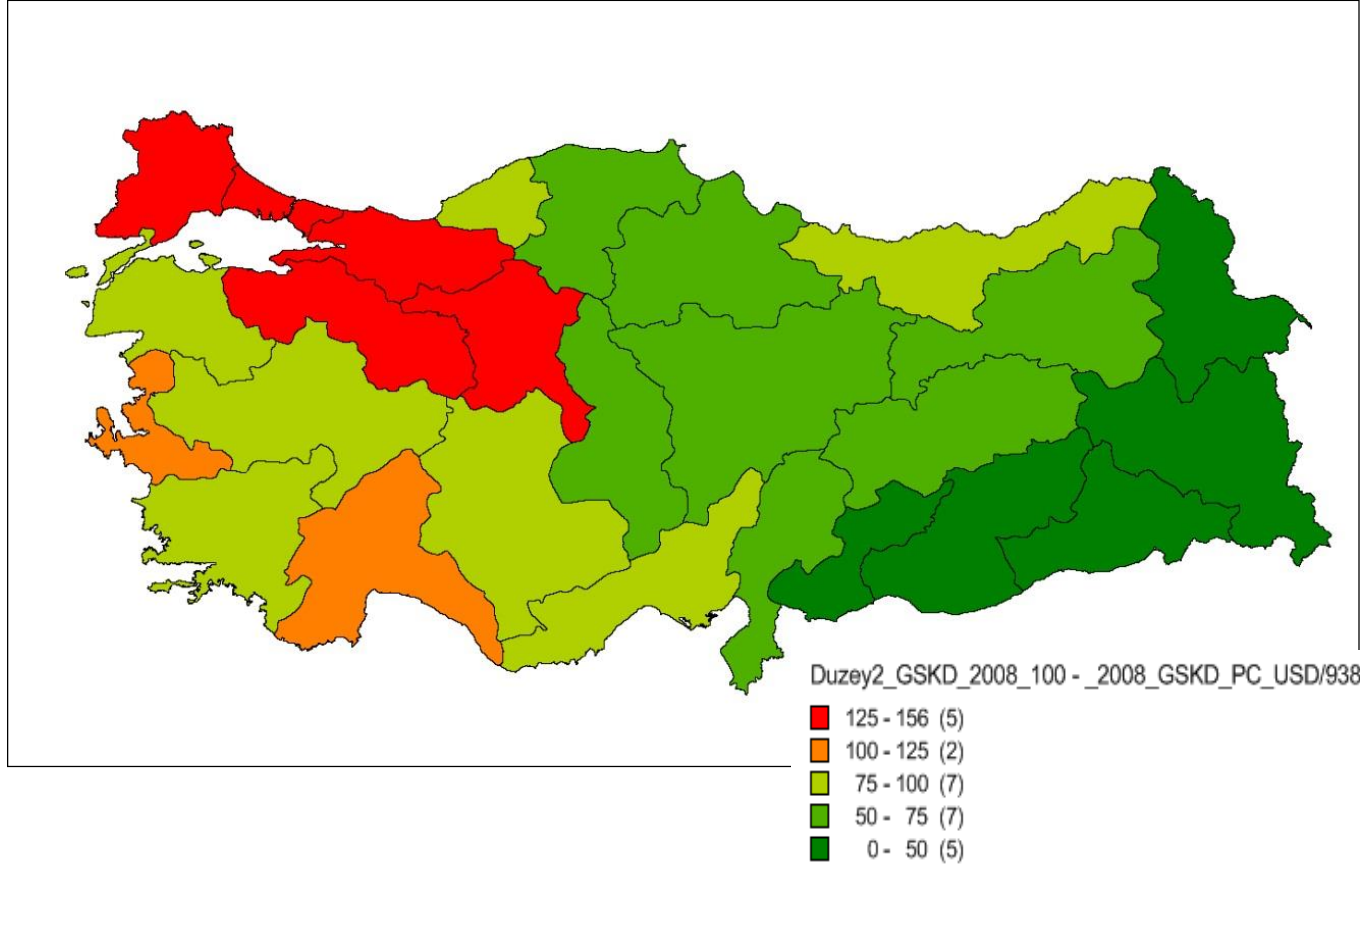 Duzey2_GSKD_2008_100 - _2008_GSKD_PC_USD/938
125 - 156 (5)
100 - 125 (2)
75 - 100 (7)
50 - 75 (7)
0 - 50 (5)